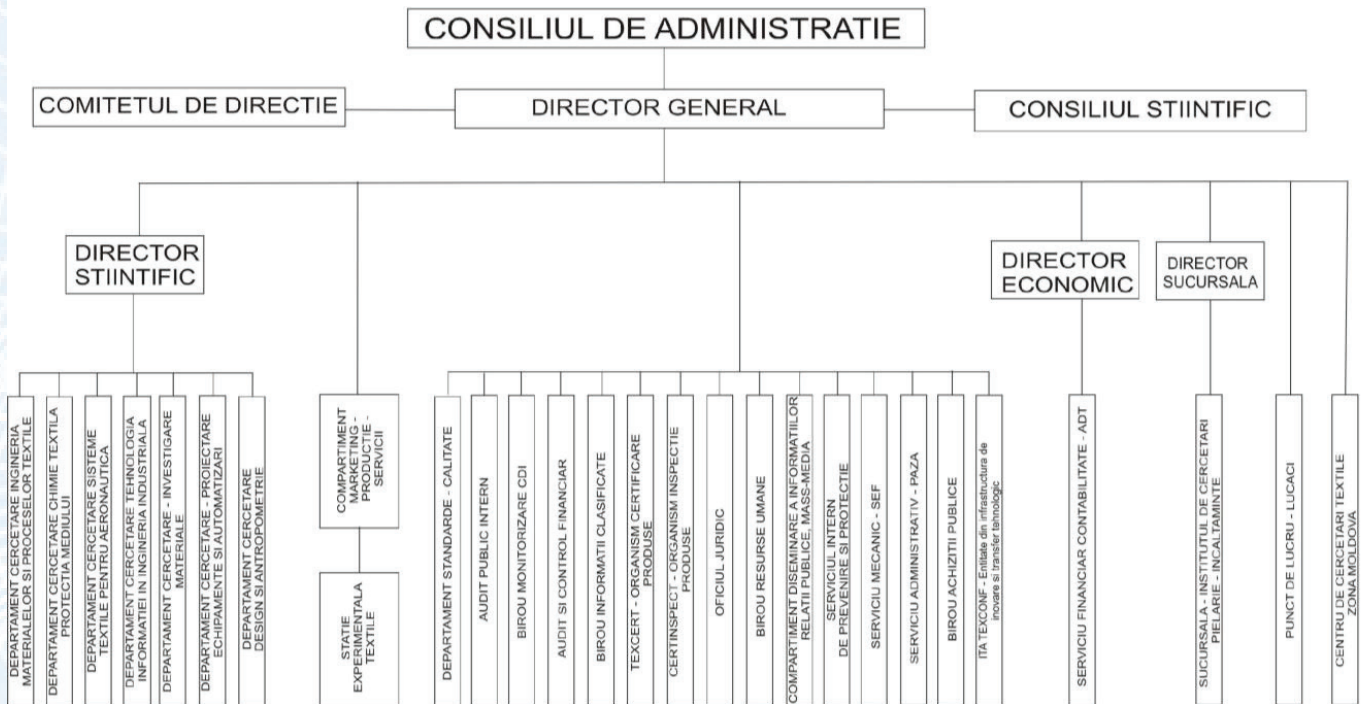 CONSILIUL DE ADMINISTRATIE
COMITETUL DE DIRECTIE
DIRECTOR GENERAL
CONSILIUL STIINTIFIC
DIRECTOR
STIINTIFIC
DIRECTOR
ECONOMIC
DIRECTOR
SUCURSALA
DEPARTAMENT CERCETARE INGINERIA
MATERIALELOR SI PROCESELOR TEXTILE
DEPARTAMENT CERCETARE CHIMIE TEXTILA
PROTECTIA MEDIULUI
DEPARTAMENT CERCETARE SISTEME
TEXTILE PENTRU AERONAUTICA
DEPARTAMENT CERCETARE TEHNOLOGIA
INFORMATIEI IN INGINERIA INDUSTRIALA
DEPARTAMENT CERCETARE - INVESTIGARE
MATERIALE
DEPARTAMENT CERCETARE - PROIECTARE
ECHIPAMENTE SI AUTOMATIZARI
DEPARTAMENT CERCETARE
DESIGN SI ANTROPOMETRIE
COMPARTIMENT
MARKETING -
PRODUCTIE -
SERVICII
STATIE
EXPERIMENTALA
TEXTILE
DEPARTAMENT STANDARDE - CALITATE
AUDIT PUBLIC INTERN
BIROU MONITORIZARE CDI
AUDIT SI CONTROL FINANCIAR
BIROU INFORMATII CLASIFICATE
TEXCERT - ORGANISM CERTIFICARE
PRODUSE
CERTINSPECT - ORGANISM INSPECTIE
PRODUSE
OFICIUL JURIDIC
BIROU RESURSE UMANE
COMPARTIMENT DISEMINARE A INFORMATIILOR
RELATII PUBLICE, MASS-MEDIA
SERVICIUL INTERN
DE PREVENIRE SI PROTECTIE
SERVICIU MECANIC - SEF
SERVICIU ADMINISTRATIV - PAZA
BIROU ACHIZITII PUBLICE
ITA TEXCONF - Entitate din infrastructura de
inovare si transfer tehnologic
SERVICIU FINANCIAR CONTABILITATE - ADT
SUCURSALA - INSTITUTUL DE CERCETARI
PIELARIE - INCALTAMINTE
PUNCT DE LUCRU - LUCACI
CENTRU DE CERCETARI TEXTILE
ZONA MOLDOVA